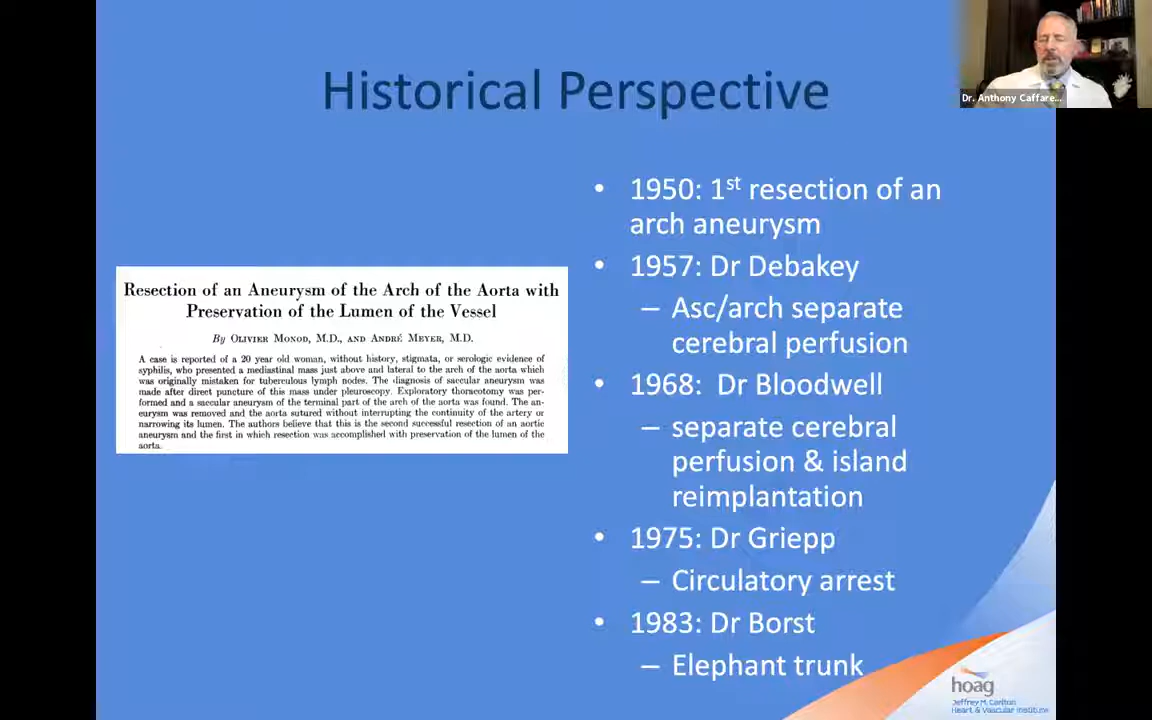 Historical Perspective
Dr. Anthony Caffare...
• 1950: 1st resection of an
arch aneurysm
• 1957: Dr Debakey
– Asc/arch separate
cerebral perfusion
• 1968: Dr Bloodwell
– separate cerebral
perfusion & island
reimplantation
• 1975: Dr Griepp
– Circulatory arrest
• 1983: Dr Borst
– Elephant trunk
Resection of an Aneurysm of the Arch of the Aorta with
Preservation of the Lumen of the Vessel
By Olivier Monod, M.D., and André Meyer, M.D.
A case is reported of a 20 year old woman, without history, stigmata, or serologic evidence of
syphilis, who presented a mediastinal mass just above and lateral to the arch of the aorta which
was originally mistaken for tuberculous lymph nodes. The diagnosis of saccular aneurysm was
made after direct puncture of this mass under pleuroscopy. Exploratory thoracotomy was per-
formed and a saccular aneurysm of the terminal part of the arch of the aorta was found. The an-
eurysm was removed and the aorta sutured without interrupting the continuity of the artery or
narrowing its lumen. The authors believe that this is the second successful resection of an aortic
aneurysm and the first in which resection was accomplished with preservation of the lumen of the
aorta.
hoag
Jeffrey M. Carlton
Heart & Vascular Institute